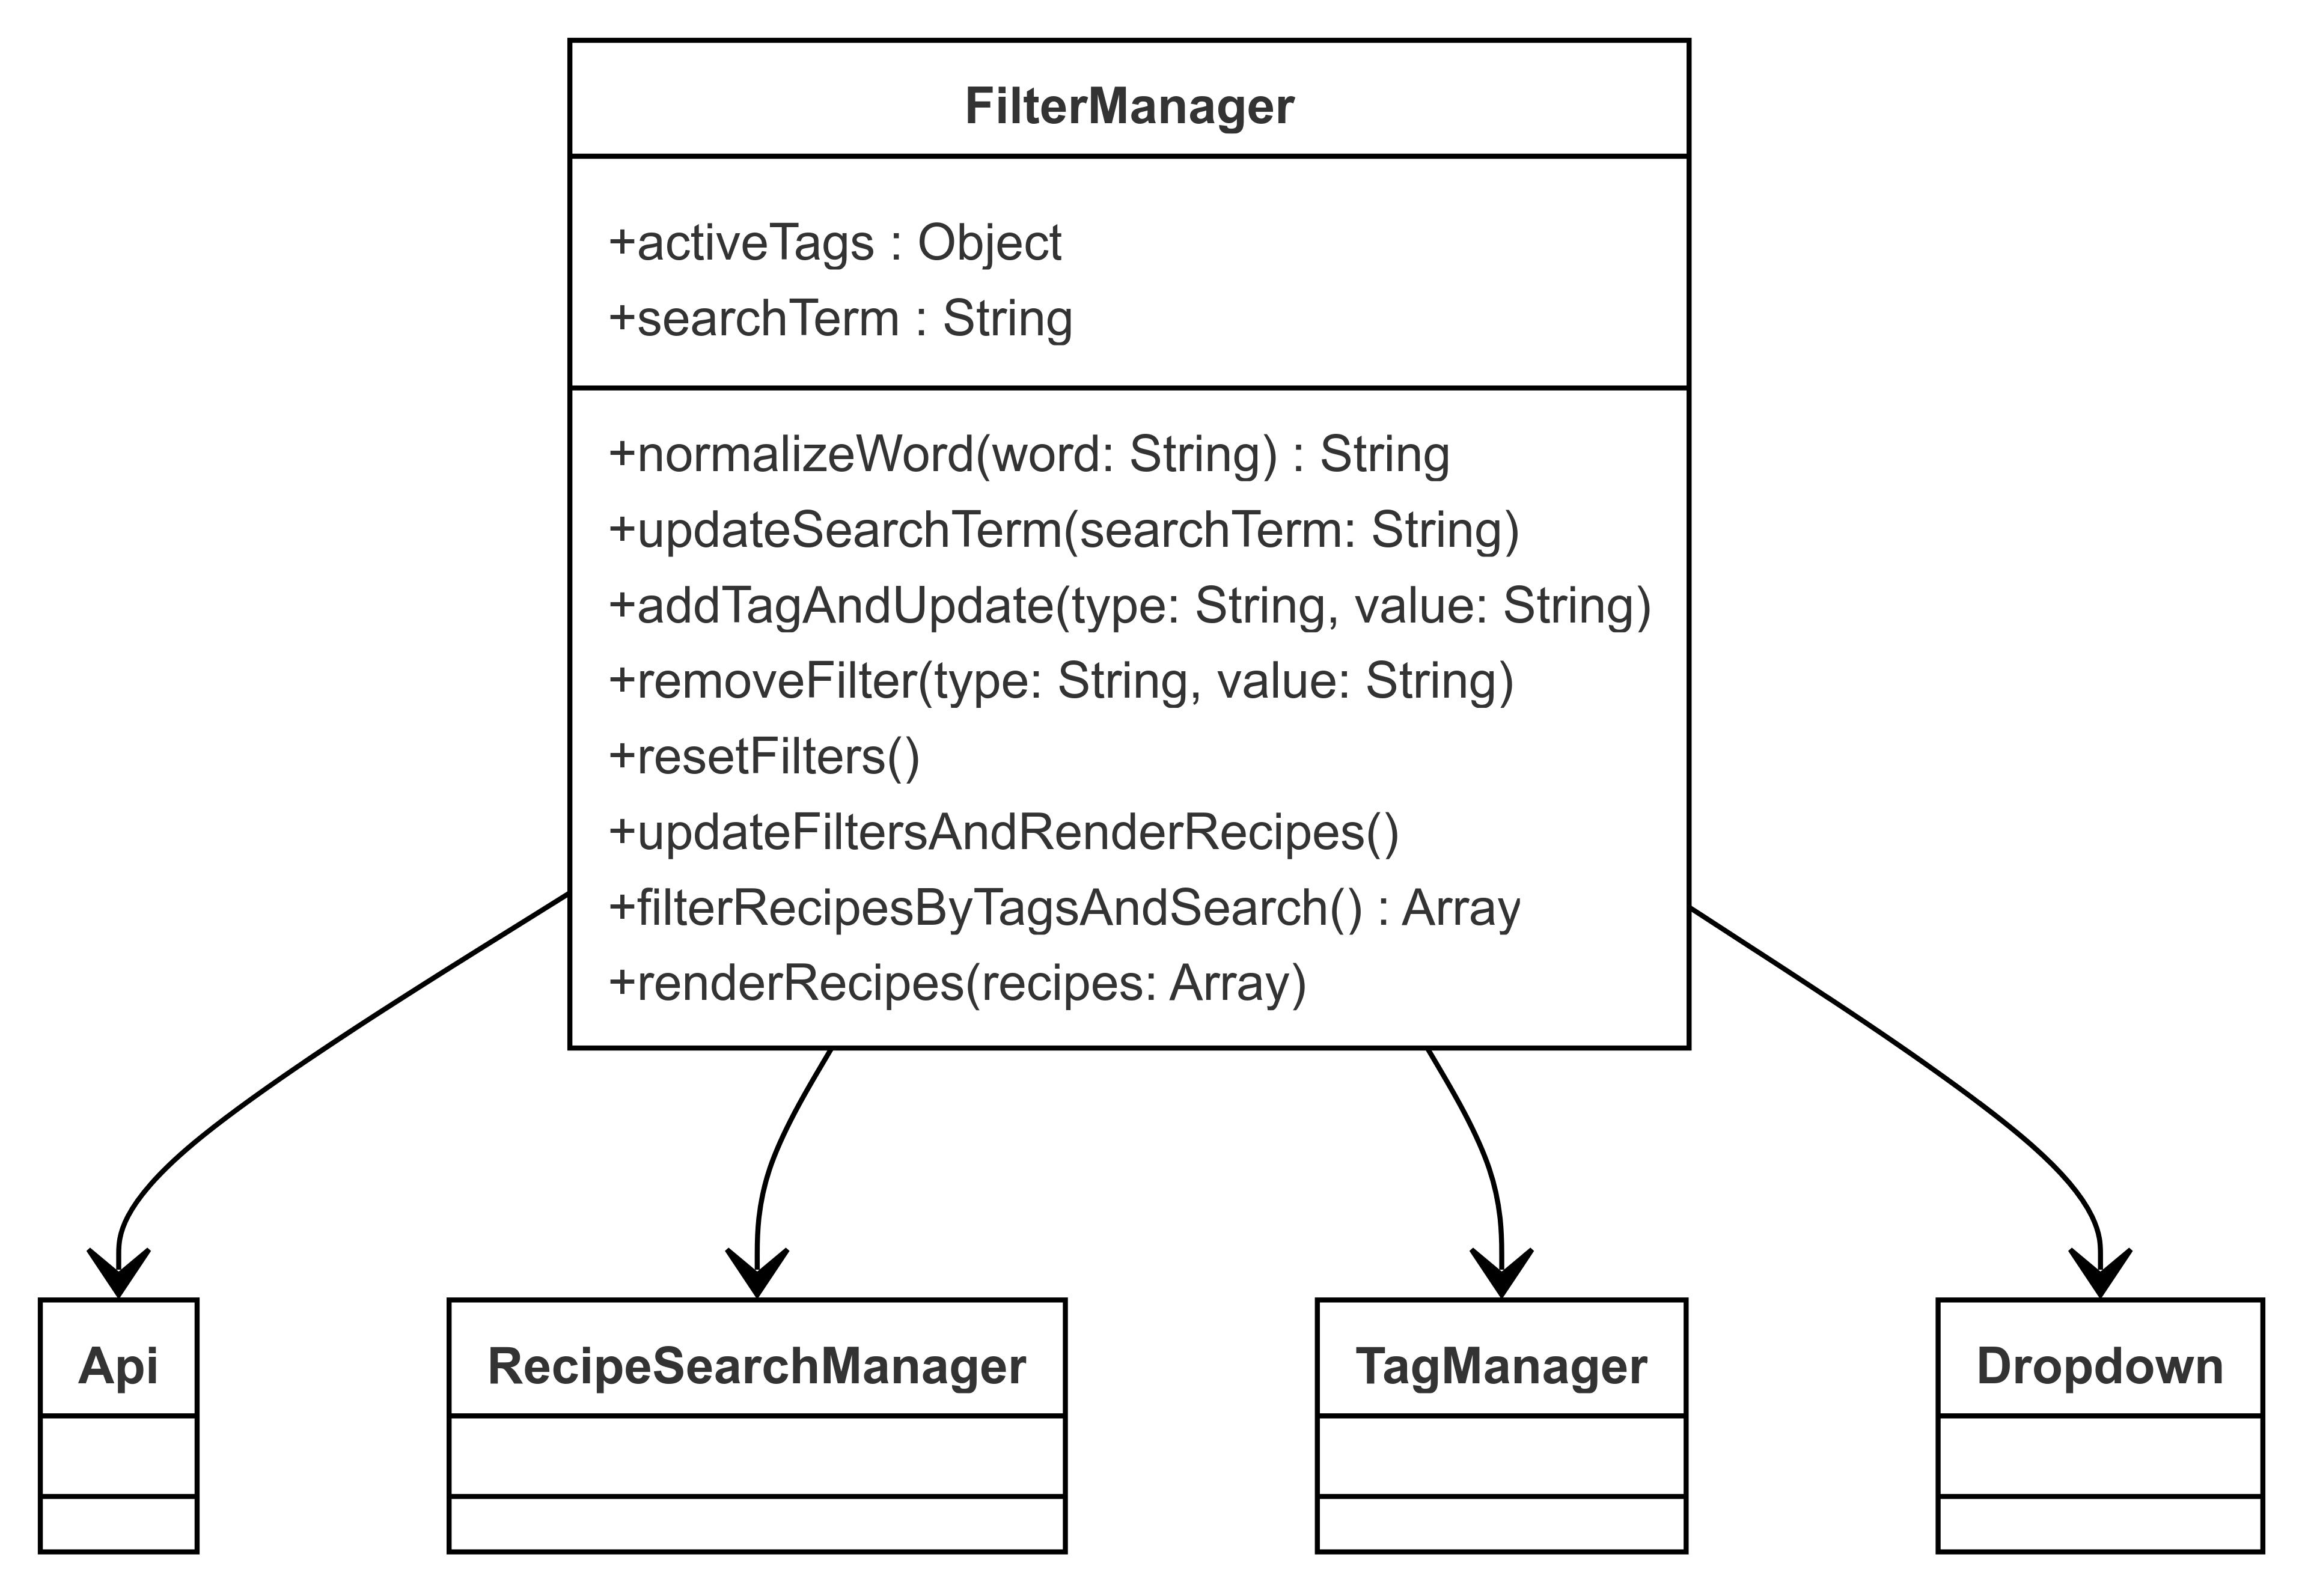 FilterManager
+activeTags : Object
+searchTerm : String
+normalizeWord(word: String) : String
+updateSearchTerm(searchTerm: String)
+addTagAndUpdate(type: String, value: String)
+removeFilter(type: String, value: String)
+resetFilters()
+updateFiltersAndRenderRecipes()
+filterRecipesByTagsAndSearch() : Array
+renderRecipes(recipes: Array)
Api
RecipeSearchManager
TagManager
Dropdown